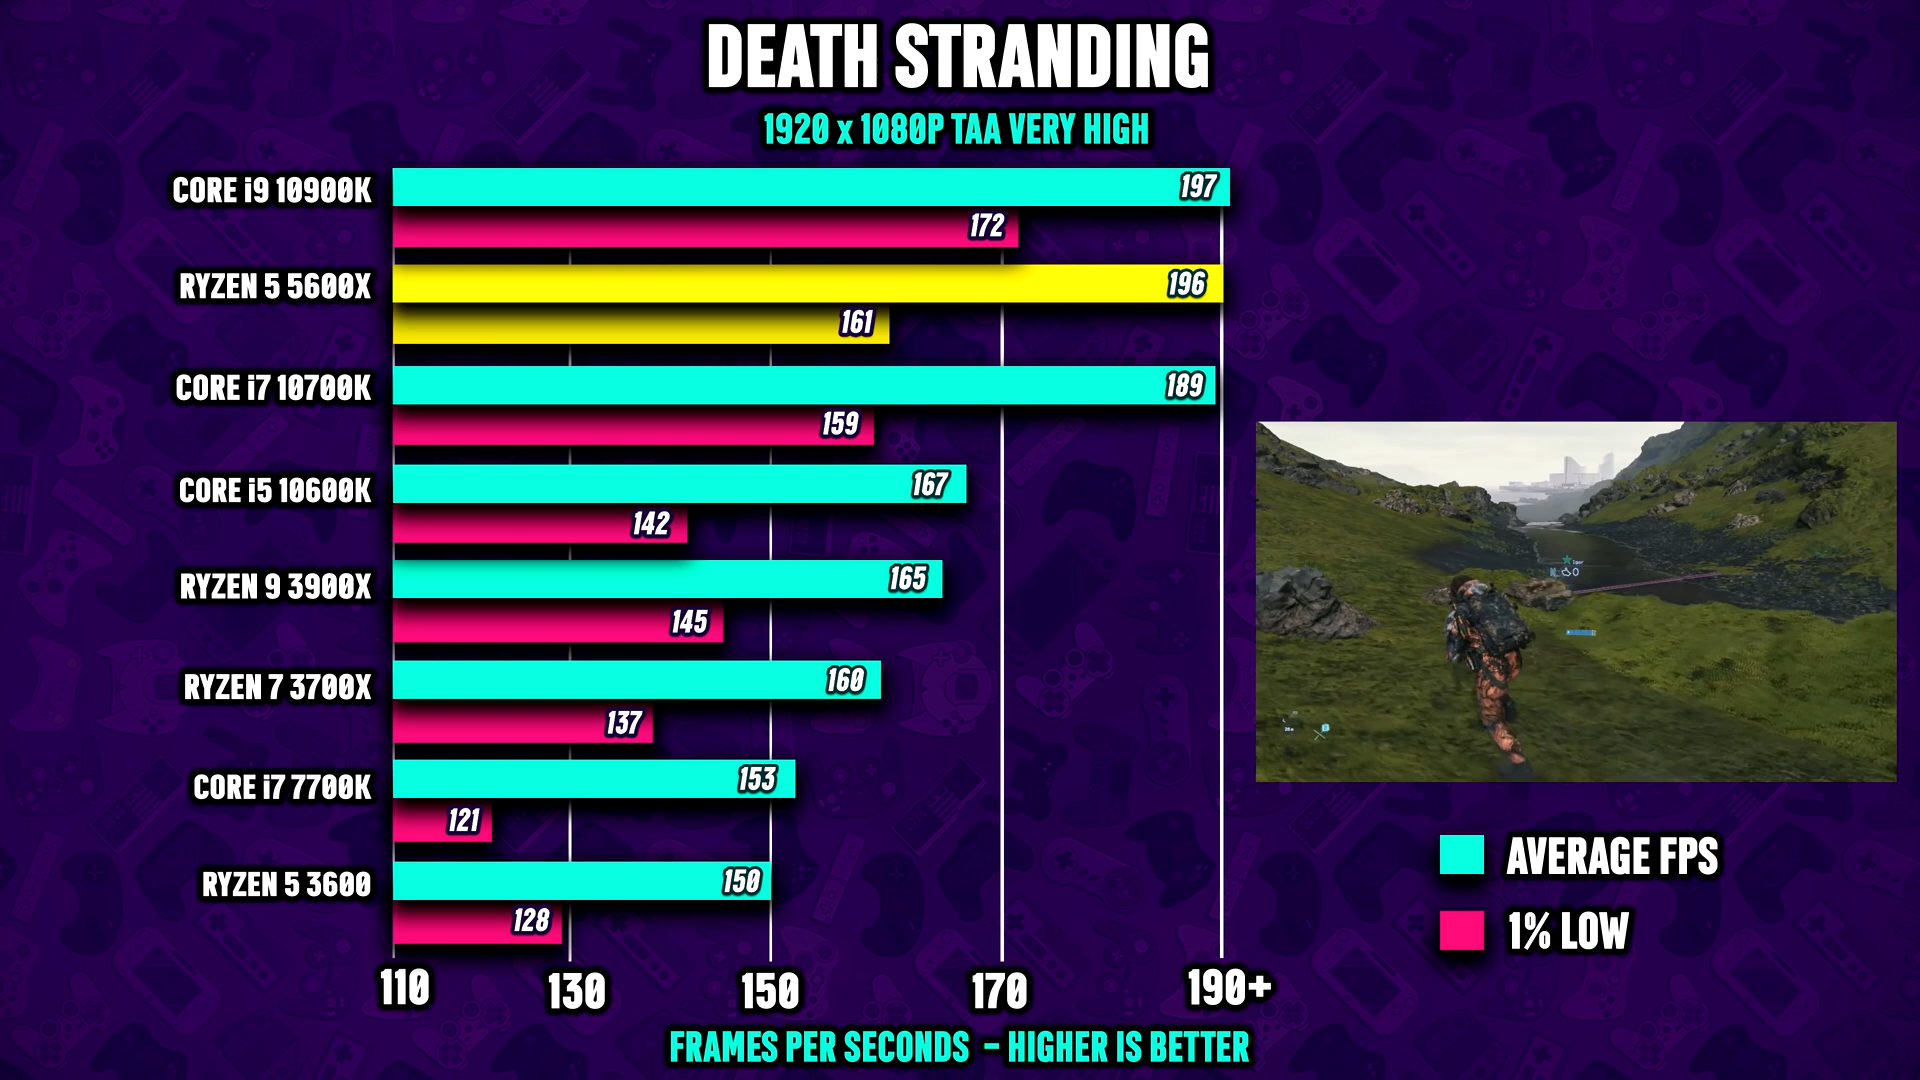 DEATH STRANDING
1920 x 1080P TAA VERY HIGH
CORE i9 10900K
197
172
RYZEN 5 5600X
196
161
CORE i7 10700K
189
159
CORE i5 10600K
167
142
RYZEN 9 3900X
165
145
RYZEN 7 3700X
160
137
CORE i7 7700K
153
121
RYZEN 5 3600
150
128
110 130 150 170 190+
FRAMES PER SECONDS – HIGHER IS BETTER
AVERAGE FPS
1% LOW